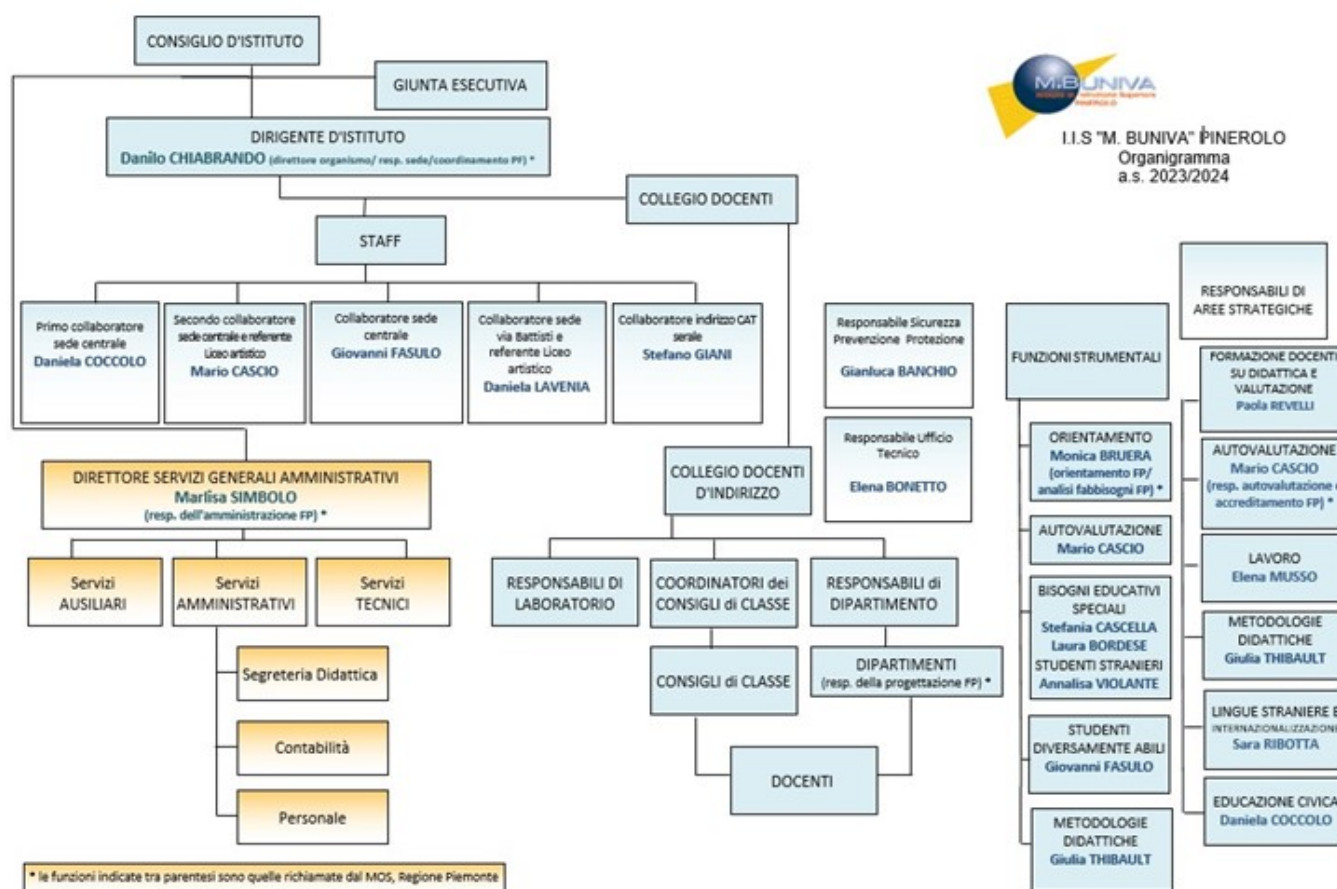 CONSIGLIO D'ISTITUTO
GIUNTA ESECUTIVA
DIRIGENTE D'ISTITUTO
Danilo CHIABRANDO (direttore organismo/ resp. sede/coordinamento PF) *
M.BUNIVA
PINEROLO
I.I.S "M. BUNIVA" PINEROLO
Organigramma
a.s. 2023/2024
COLLEGIO DOCENTI
STAFF
Primo collaboratore
sede centrale
Daniela COCCOLO
Secondo collaboratore
sede centrale e referente
Liceo artistico
Mario CASCIO
Collaboratore sede
centrale
Giovanni FASULO
Collaboratore sede
via Battisti e
referente Liceo
artistico
Daniela LAVENIA
Collaboratore indirizzo CAT
serale
Stefano GIANI
Responsabile Sicurezza
Prevenzione Protezione
Gianluca BANCHIO
Responsabile Ufficio
Tecnico
Elena BONETTO
DIRETTORE SERVIZI GENERALI AMMINISTRATIVI
Marlisa SIMBOLO
(resp. dell'amministrazione FP) *
Servizi
AUSILIARI
Servizi
AMMINISTRATIVI
Servizi
TECNICI
Segreteria Didattica
Contabilità
Personale
COLLEGIO DOCENTI
D'INDIRIZZO
RESPONSABILI DI
LABORATORIO
COORDINATORI dei
CONSIGLI di CLASSE
RESPONSABILI di
DIPARTIMENTO
CONSIGLI di CLASSE
DIPARTIMENTI
(resp. della progettazione FP) *
DOCENTI
FUNZIONI STRUMENTALI
ORIENTAMENTO
Monica BRUERA
(orientamento FP/
analisi fabbisogni FP) *
AUTOVALUTAZIONE
Mario CASCIO
BISOGNI EDUCATIVI
SPECIALI
Stefania CASCELLA
Laura BORDESE
STUDENTI STRANIERI
Annalisa VIOLANTE
STUDENTI
DIVERSAMENTE ABILI
Giovanni FASULO
METODOLOGIE
DIDATTICHE
Giulia THIBAULT
RESPONSABILI DI
AREE STRATEGICHE
FORMAZIONE DOCENTI
SU DIDATTICA E
VALUTAZIONE
Paola REVELLI
AUTOVALUTAZIONE
Mario CASCIO
(resp. autovalutazione e
accreditamento FP) *
LAVORO
Elena MUSSO
METODOLOGIE
DIDATTICHE
Giulia THIBAULT
LINGUE STRANIERE E
INTERNAZIONALIZZAZIONE
Sara RIBOTTA
EDUCAZIONE CIVICA
Daniela COCCOLO
* le funzioni indicate tra parentesi sono quelle richiamate dal MOS, Regione Piemonte